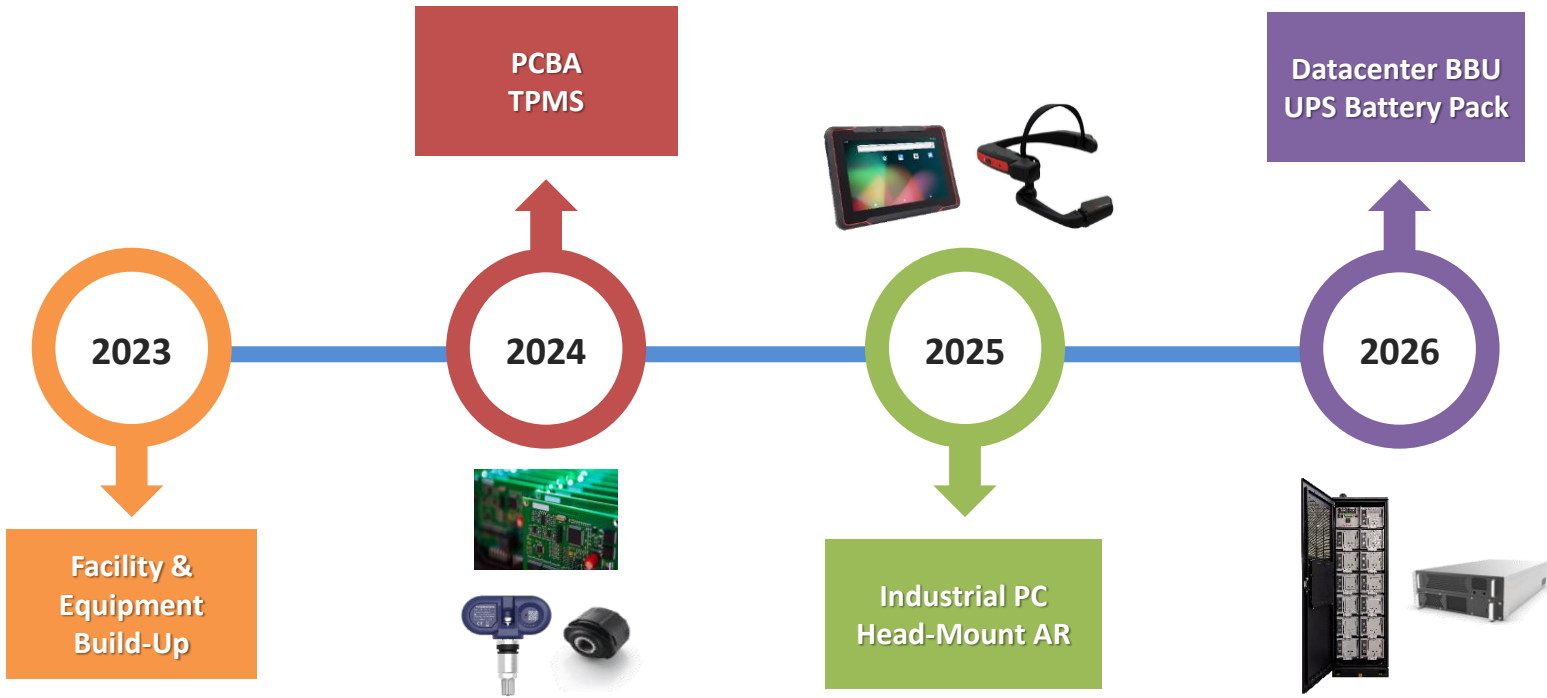 PCBA
TPMS
Datacenter BBU
UPS Battery Pack
2023
2024
2025
2026
Facility &
Equipment
Build-Up
Industrial PC
Head-Mount AR